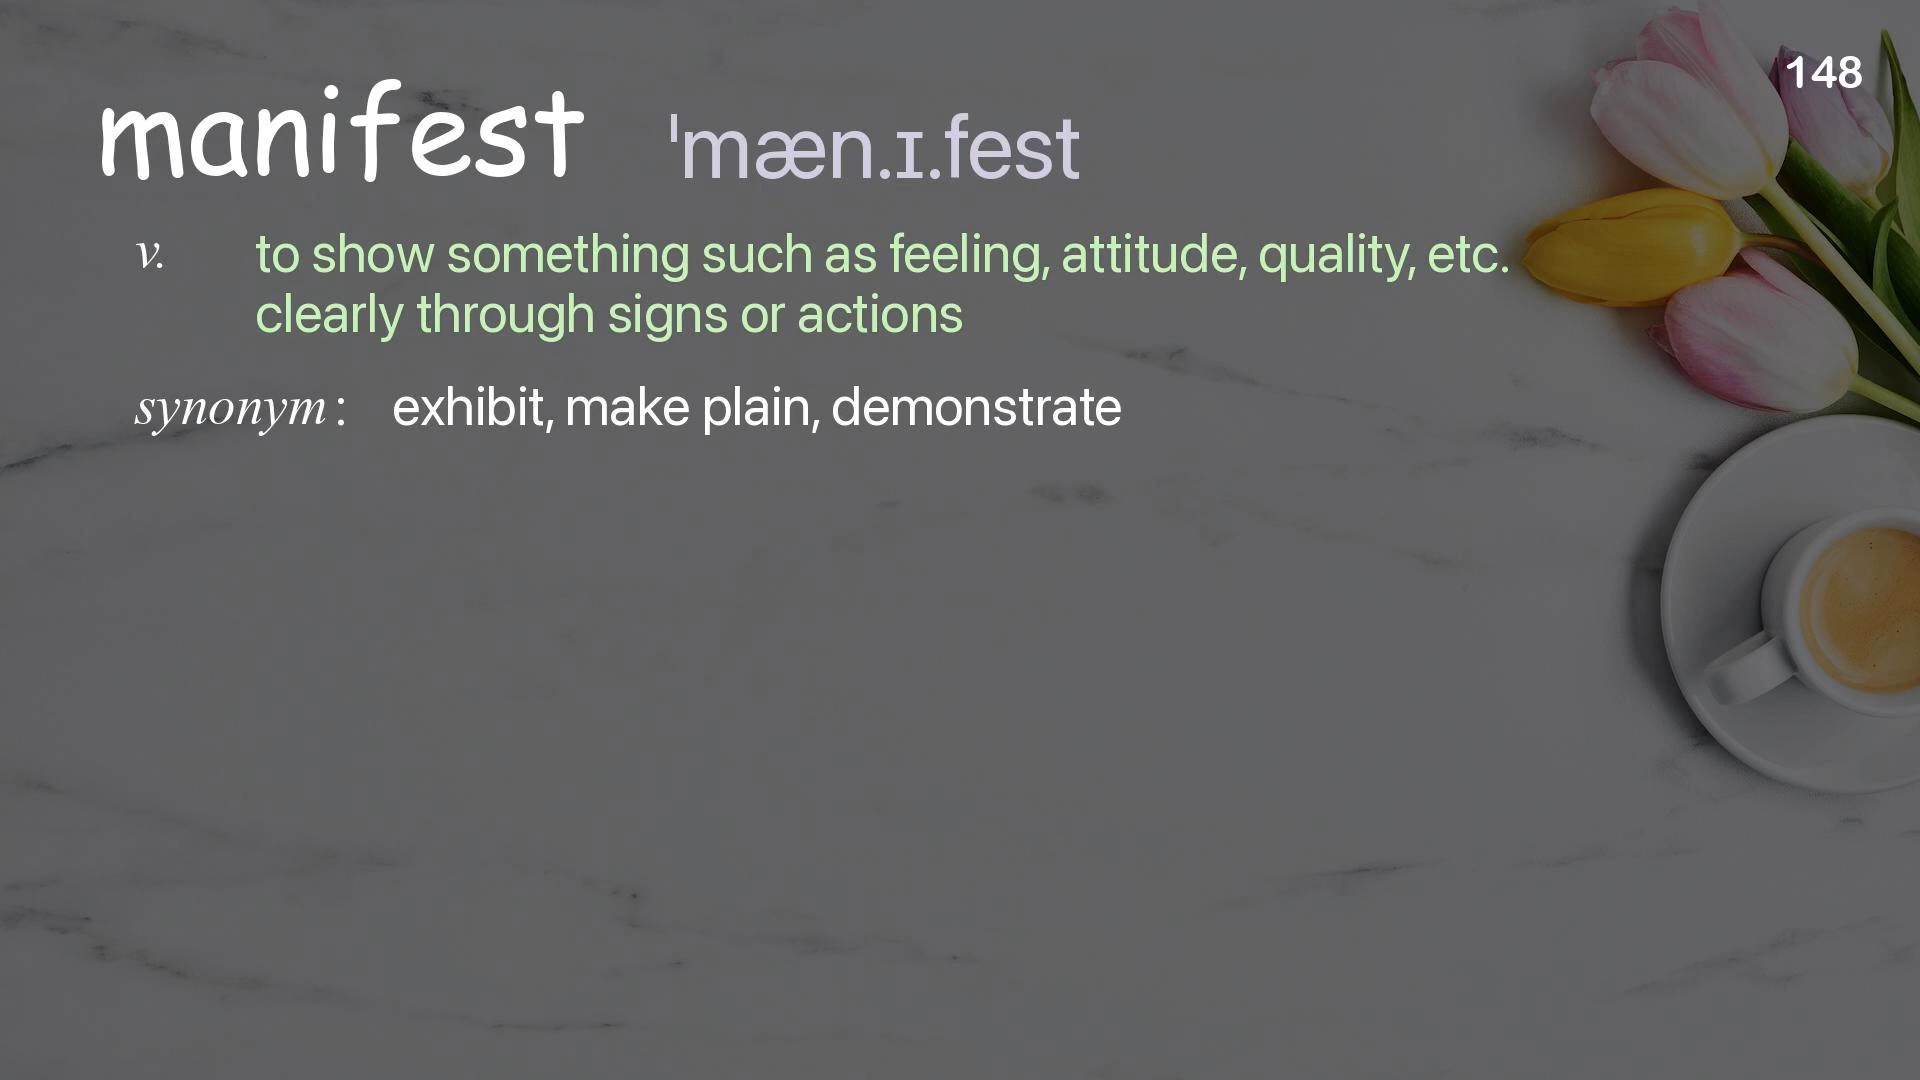 148
manifest ˈmæn.ɪ.fest
v. to show something such as feeling, attitude, quality, etc.
clearly through signs or actions
synonym : exhibit, make plain, demonstrate